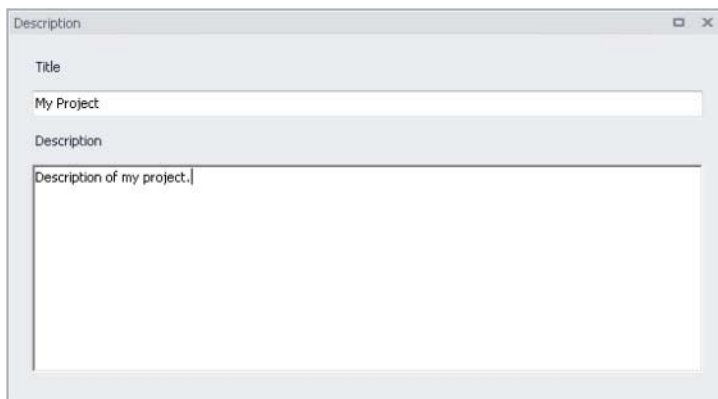 Description
Title
My Project
Description
Description of my project.